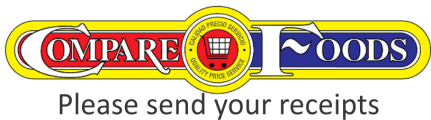 COMPARE FOODS
CALIDAD PRECIO SERVICIO
QUALITY PRICE SERVICE
Please send your receipts